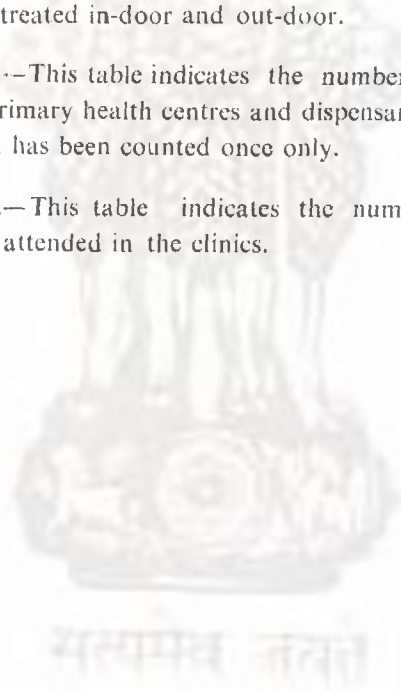 treated in-door and out-door.
.–This table indicates the number
rimary health centres and dispensar
has been counted once only.
.—This table indicates the num
attended in the clinics.
सत्यमेव जयते